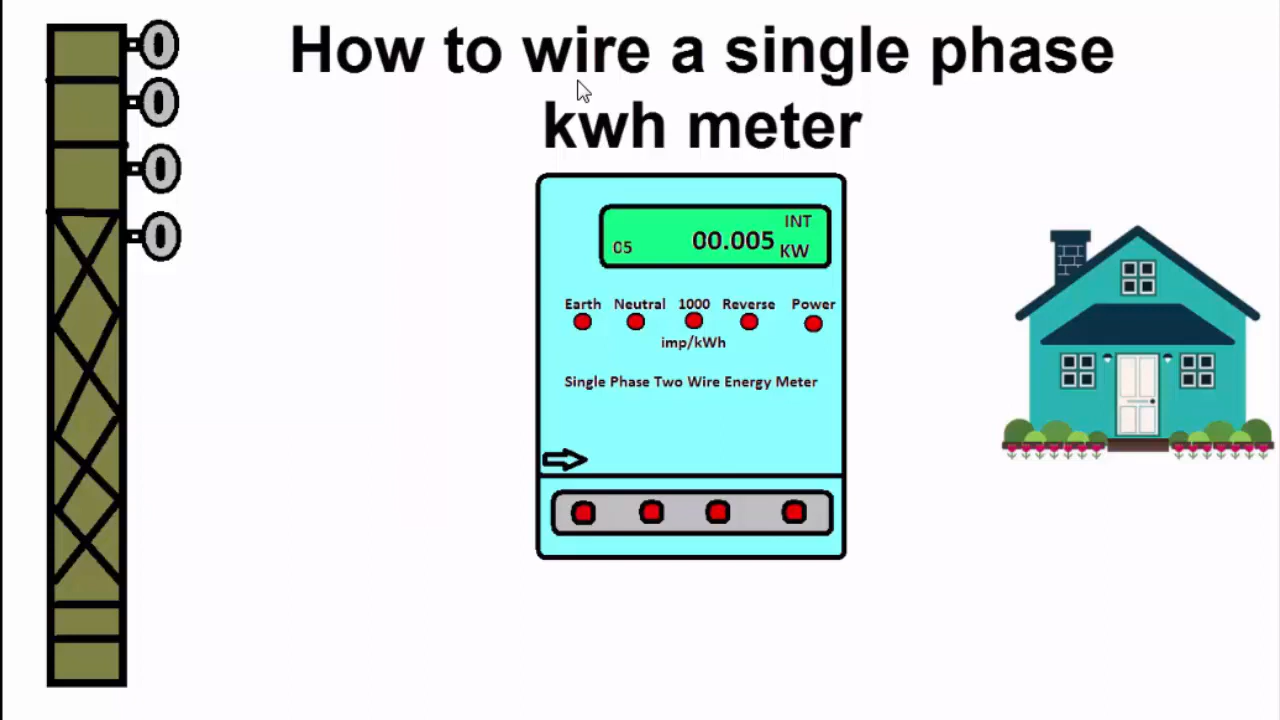 How to wire a single phase
kwh meter
INT
05 00.005 KW
Earth Neutral 1000 Reverse Power
imp/kWh
Single Phase Two Wire Energy Meter